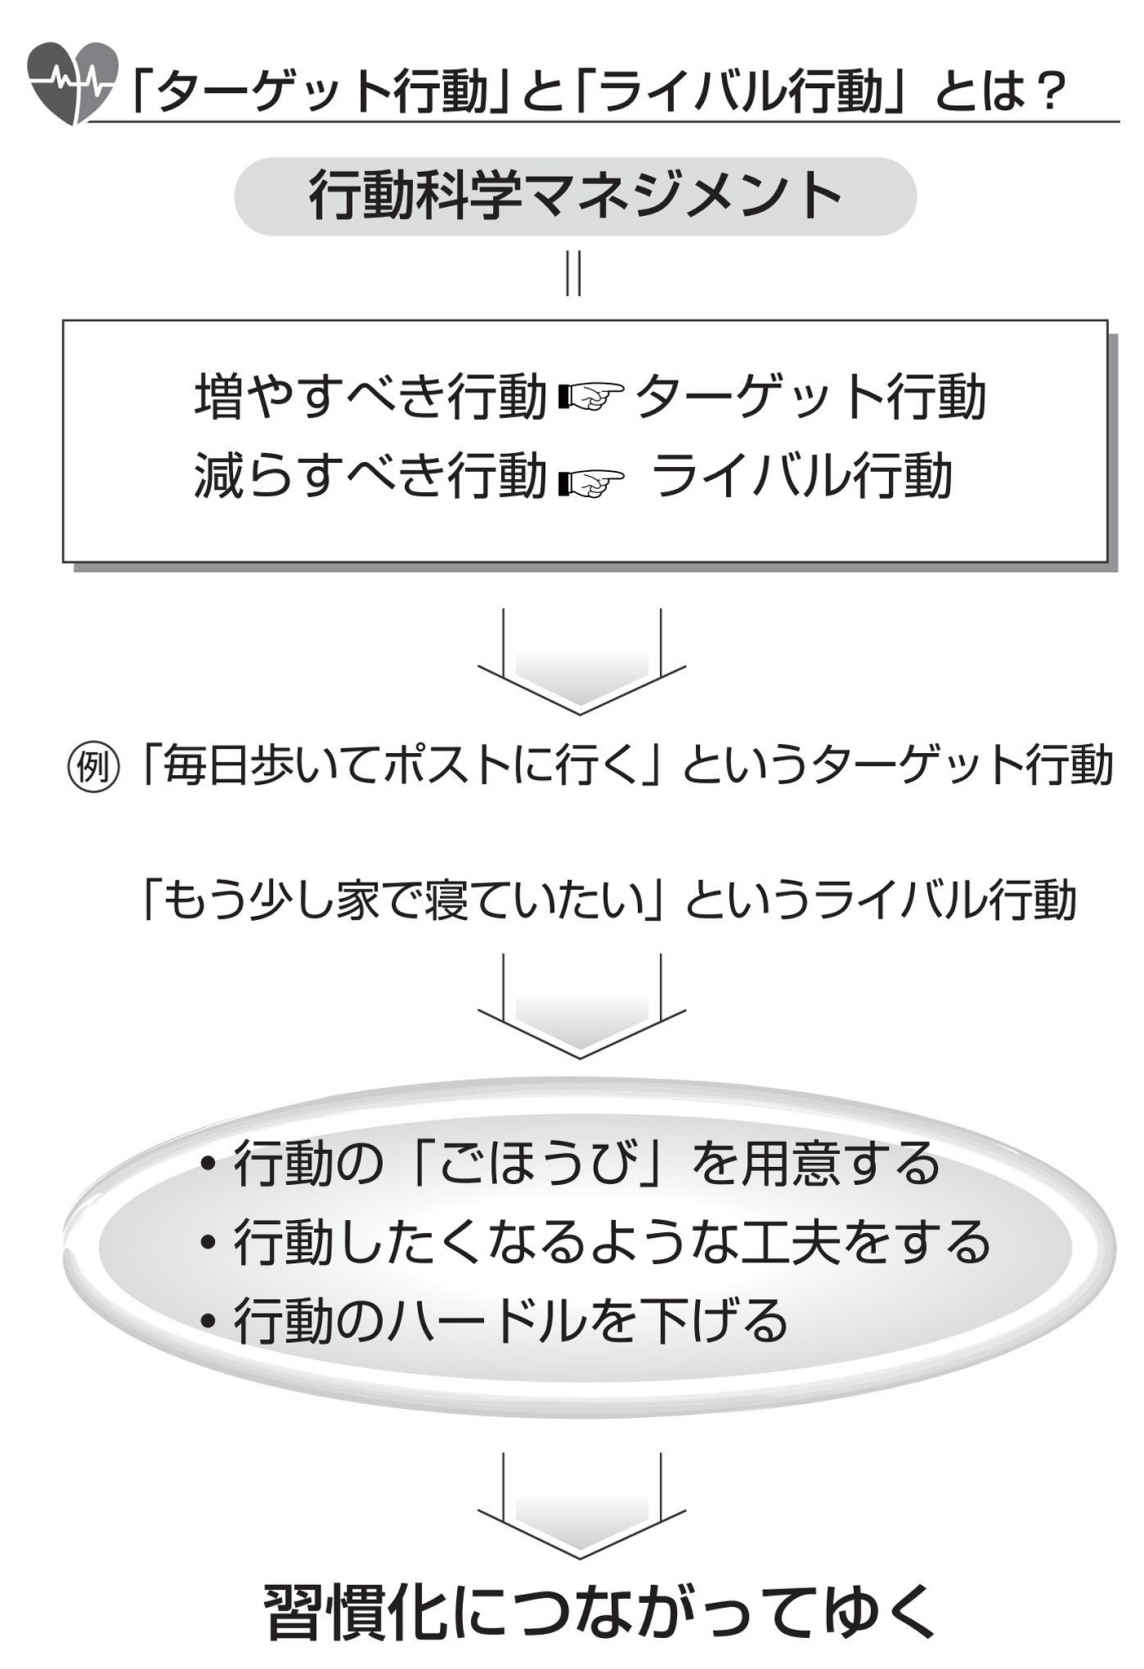 「ターゲット行動」と「ライバル行動」とは？
行動科学マネジメント
増やすべき行動☞ターゲット行動
減らすべき行動☞ ライバル行動
例「毎日歩いてポストに行く」というターゲット行動
「もう少し家で寝ていたい」というライバル行動
・行動の「ごほうび」を用意する
・行動したくなるような工夫をする
・行動のハードルを下げる
習慣化につながってゆく